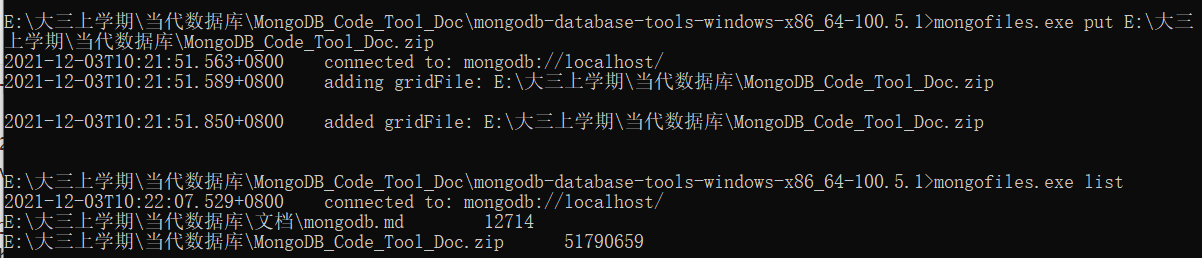 E:\大三上学期\当代数据库\MongoDB_Code_Tool_Doc\mongodb-database-tools-windows-x86_64-100.5.1>mongofiles.exe put E:\大三
上学期\当代数据库\MongoDB_Code_Tool_Doc.zip
2021-12-03T10:21:51.563+0800    connected to: mongodb://localhost/
2021-12-03T10:21:51.589+0800    adding gridFile: E:\大三上学期\当代数据库\MongoDB_Code_Tool_Doc.zip
2021-12-03T10:21:51.850+0800    added gridFile: E:\大三上学期\当代数据库\MongoDB_Code_Tool_Doc.zip
E:\大三上学期\当代数据库\MongoDB_Code_Tool_Doc\mongodb-database-tools-windows-x86_64-100.5.1>mongofiles.exe list
2021-12-03T10:22:07.529+0800    connected to: mongodb://localhost/
E:\大三上学期\当代数据库\文档\mongodb.md        12714
E:\大三上学期\当代数据库\MongoDB_Code_Tool_Doc.zip      51790659